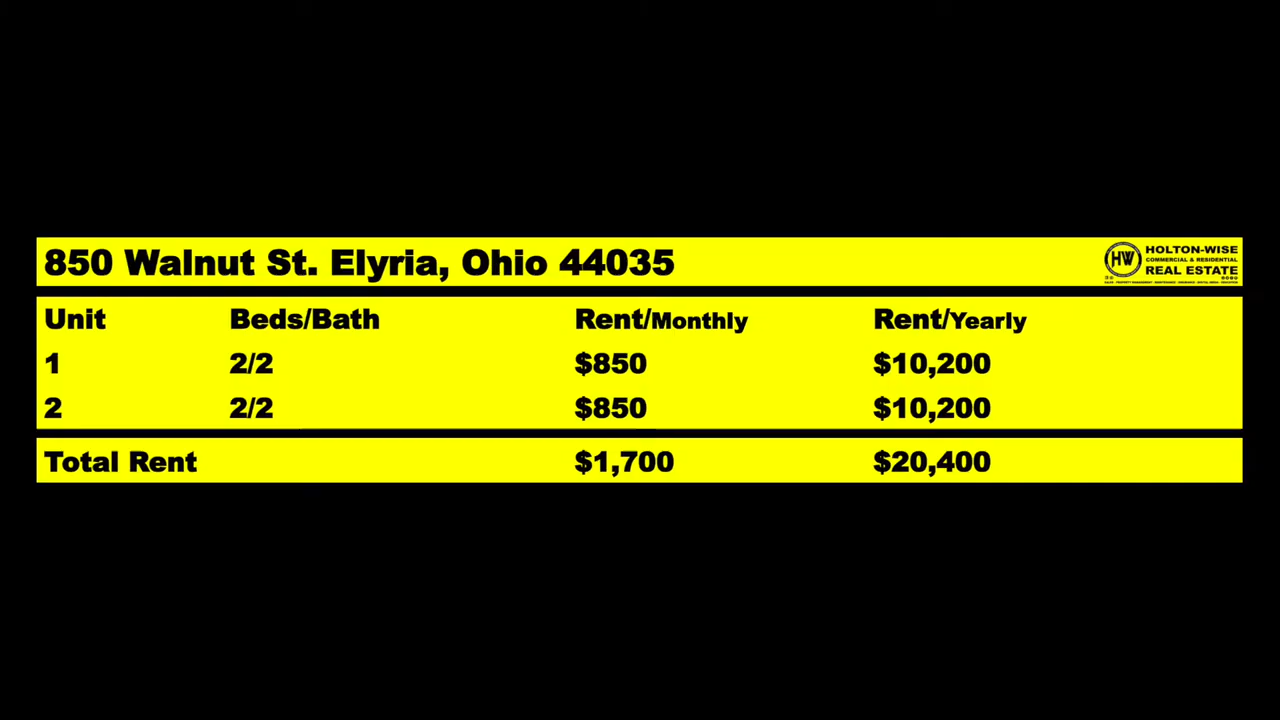 850 Walnut St. Elyria, Ohio 44035
HOLTON-WISE
COMMERCIAL & RESIDENTIAL
REAL ESTATE
HW
Unit Beds/Bath Rent/Monthly Rent/Yearly
1 2/2 $850 $10,200
2 2/2 $850 $10,200
Total Rent $1,700 $20,400